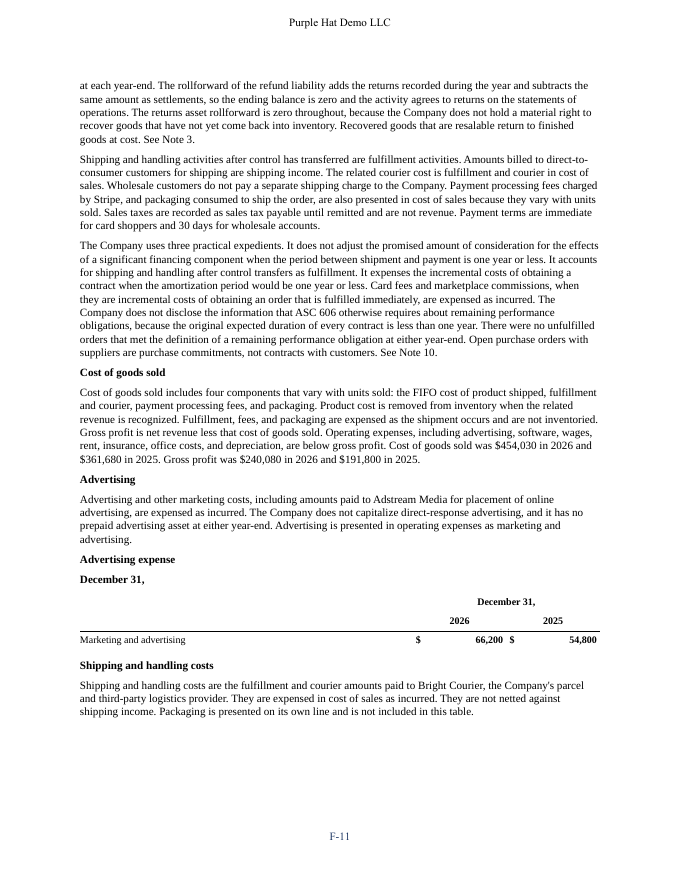 Purple Hat Demo LLC
at each year-end. The rollforward of the refund liability adds the returns recorded during the year and subtracts the
same amount as settlements, so the ending balance is zero and the activity agrees to returns on the statements of
operations. The returns asset rollforward is zero throughout, because the Company does not hold a material right to
recover goods that have not yet come back into inventory. Recovered goods that are resalable return to finished
goods at cost. See Note 3.
Shipping and handling activities after control has transferred are fulfillment activities. Amounts billed to direct-to-
consumer customers for shipping are shipping income. The related courier cost is fulfillment and courier in cost of
sales. Wholesale customers do not pay a separate shipping charge to the Company. Payment processing fees charged
by Stripe, and packaging consumed to ship the order, are also presented in cost of sales because they vary with units
sold. Sales taxes are recorded as sales tax payable until remitted and are not revenue. Payment terms are immediate
for card shoppers and 30 days for wholesale accounts.
The Company uses three practical expedients. It does not adjust the promised amount of consideration for the effects
of a significant financing component when the period between shipment and payment is one year or less. It accounts
for shipping and handling after control transfers as fulfillment. It expenses the incremental costs of obtaining a
contract when the amortization period would be one year or less. Card fees and marketplace commissions, when
they are incremental costs of obtaining an order that is fulfilled immediately, are expensed as incurred. The
Company does not disclose the information that ASC 606 otherwise requires about remaining performance
obligations, because the original expected duration of every contract is less than one year. There were no unfulfilled
orders that met the definition of a remaining performance obligation at either year-end. Open purchase orders with
suppliers are purchase commitments, not contracts with customers. See Note 10.
Cost of goods sold
Cost of goods sold includes four components that vary with units sold: the FIFO cost of product shipped, fulfillment
and courier, payment processing fees, and packaging. Product cost is removed from inventory when the related
revenue is recognized. Fulfillment, fees, and packaging are expensed as the shipment occurs and are not inventoried.
Gross profit is net revenue less that cost of goods sold. Operating expenses, including advertising, software, wages,
rent, insurance, office costs, and depreciation, are below gross profit. Cost of goods sold was $454,030 in 2026 and
$361,680 in 2025. Gross profit was $240,080 in 2026 and $191,800 in 2025.
Advertising
Advertising and other marketing costs, including amounts paid to Adstream Media for placement of online
advertising, are expensed as incurred. The Company does not capitalize direct-response advertising, and it has no
prepaid advertising asset at either year-end. Advertising is presented in operating expenses as marketing and
advertising.
Advertising expense
December 31,
December 31,
2026 2025
Marketing and advertising $ 66,200 $ 54,800
Shipping and handling costs
Shipping and handling costs are the fulfillment and courier amounts paid to Bright Courier, the Company's parcel
and third-party logistics provider. They are expensed in cost of sales as incurred. They are not netted against
shipping income. Packaging is presented on its own line and is not included in this table.
F-11